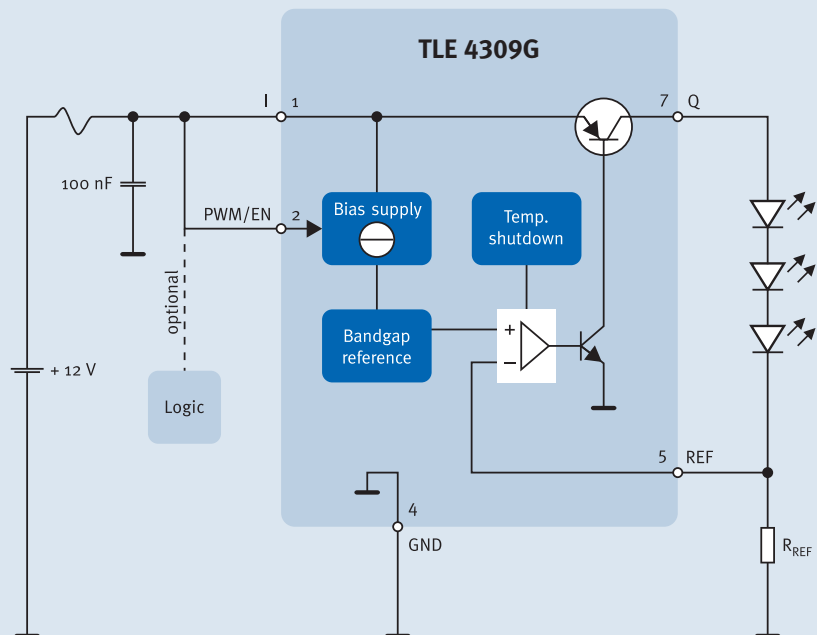 TLE 4309G
I
1
7
Q
100 nF
PWM/EN
2
Bias supply
Temp.
shutdown
optional
Bandgap
reference
+
−
+ 12 V
Logic
5
REF
4
GND
RREF